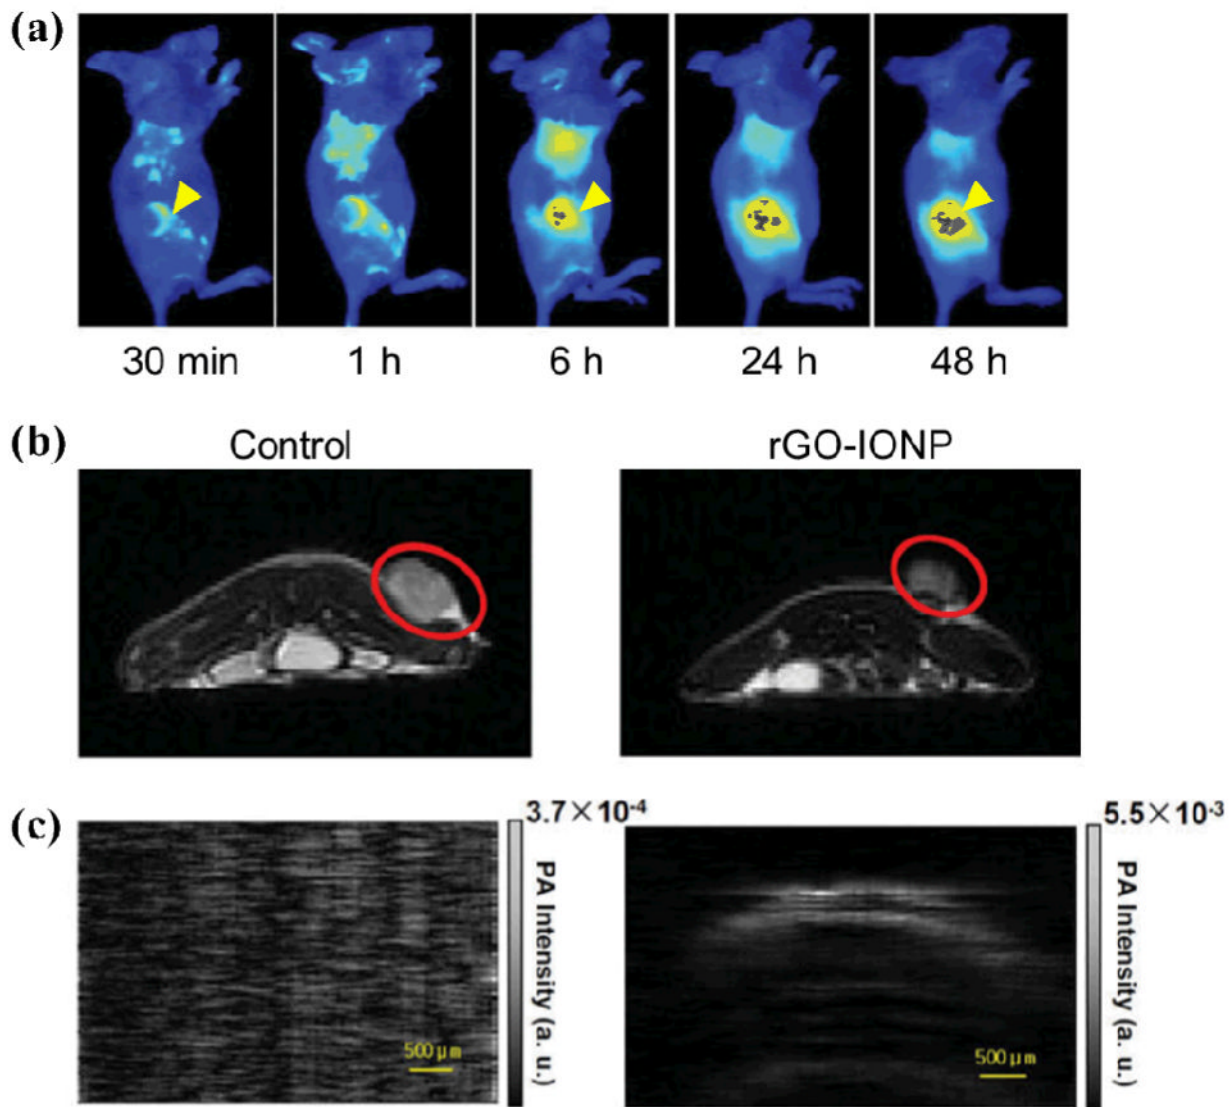 (a)
30 min
1 h
6 h
24 h
48 h
(b)
Control
rGO-IONP
(c)
3.7×10-4
PA Intensity (a. u.)
500 μm
5.5×10-3
PA Intensity (a. u.)
500 μm